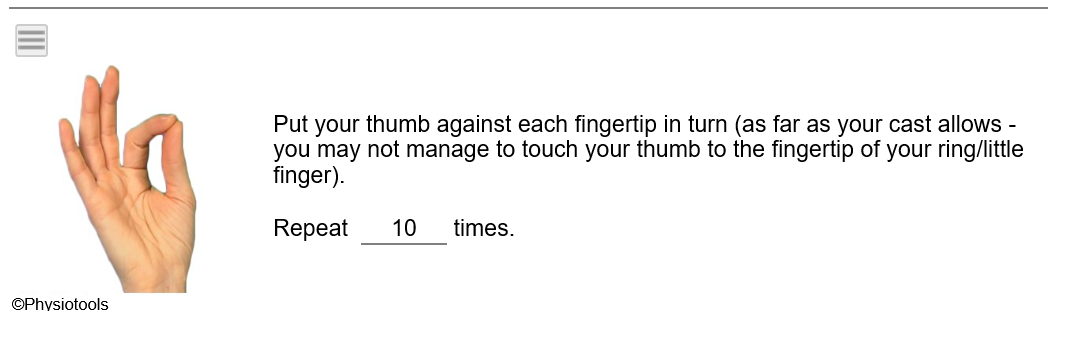 Put your thumb against each fingertip in turn (as far as your cast allows -
you may not manage to touch your thumb to the fingertip of your ring/little
finger).
Repeat 10 times.
©Physiotools